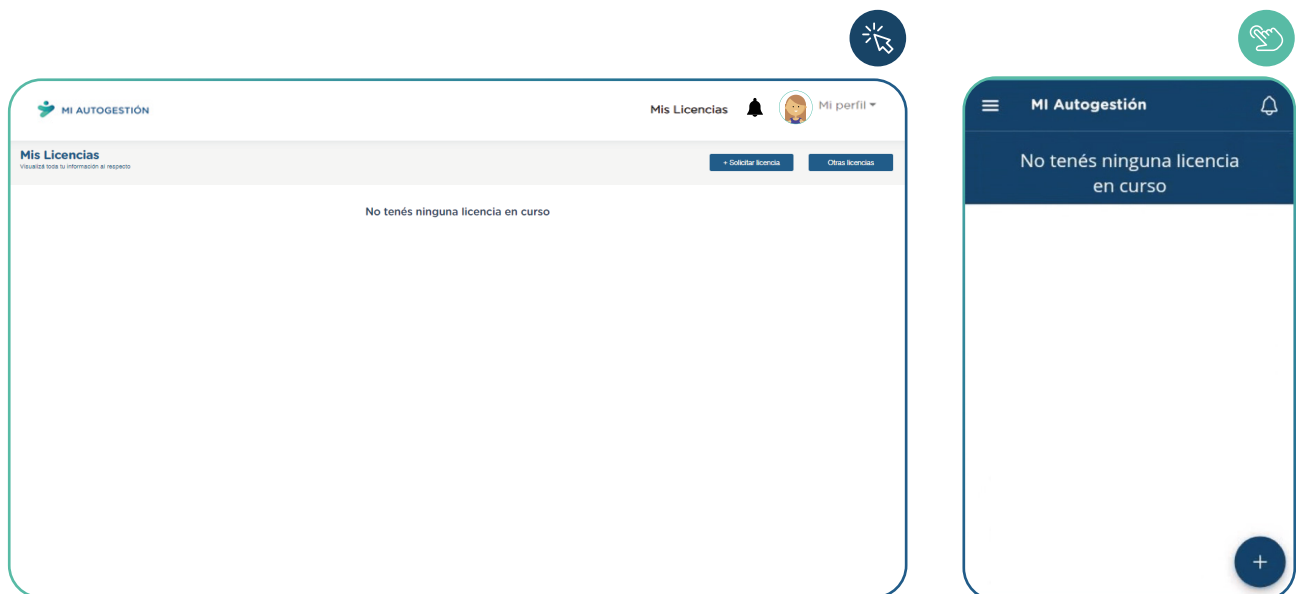 MI AUTOGESTIÓN
Mis Licencias
Mi perfil
Mis Licencias
Visualizá toda tu información al respecto
+ Solicitar licencia
Otras licencias
No tenés ninguna licencia en curso
MI Autogestión
No tenés ninguna licencia
en curso
+